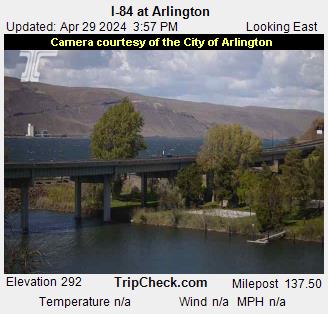 I-84 at Arlington
Updated: Apr 29 2024 3:57 PM Looking East
Camera courtesy of the City of Arlington
Elevation 292 TripCheck.com Milepost 137.50
Temperature n/a Wind n/a MPH n/a